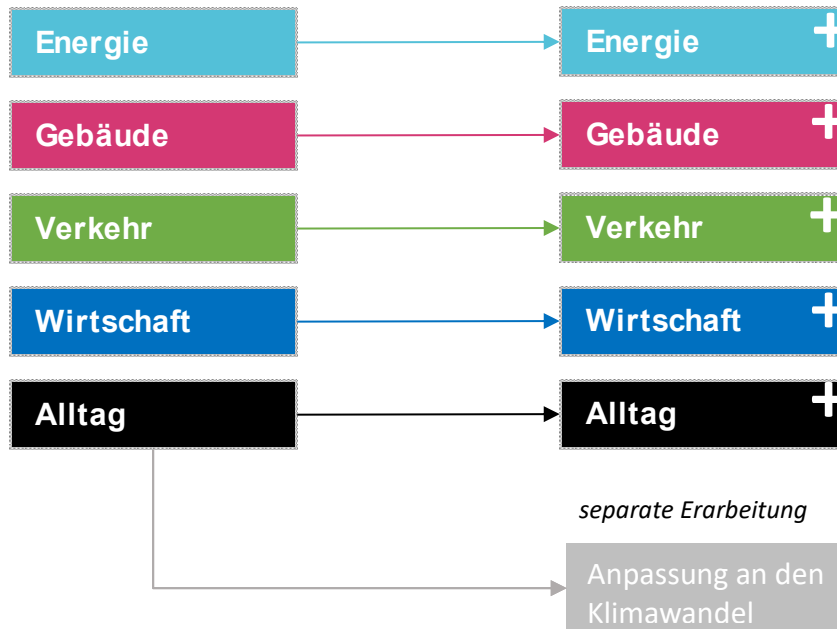 Energie
Energie +
Gebäude
Gebäude +
Verkehr
Verkehr +
Wirtschaft
Wirtschaft +
Alltag
Alltag +
separate Erarbeitung
Anpassung an den
Klimawandel